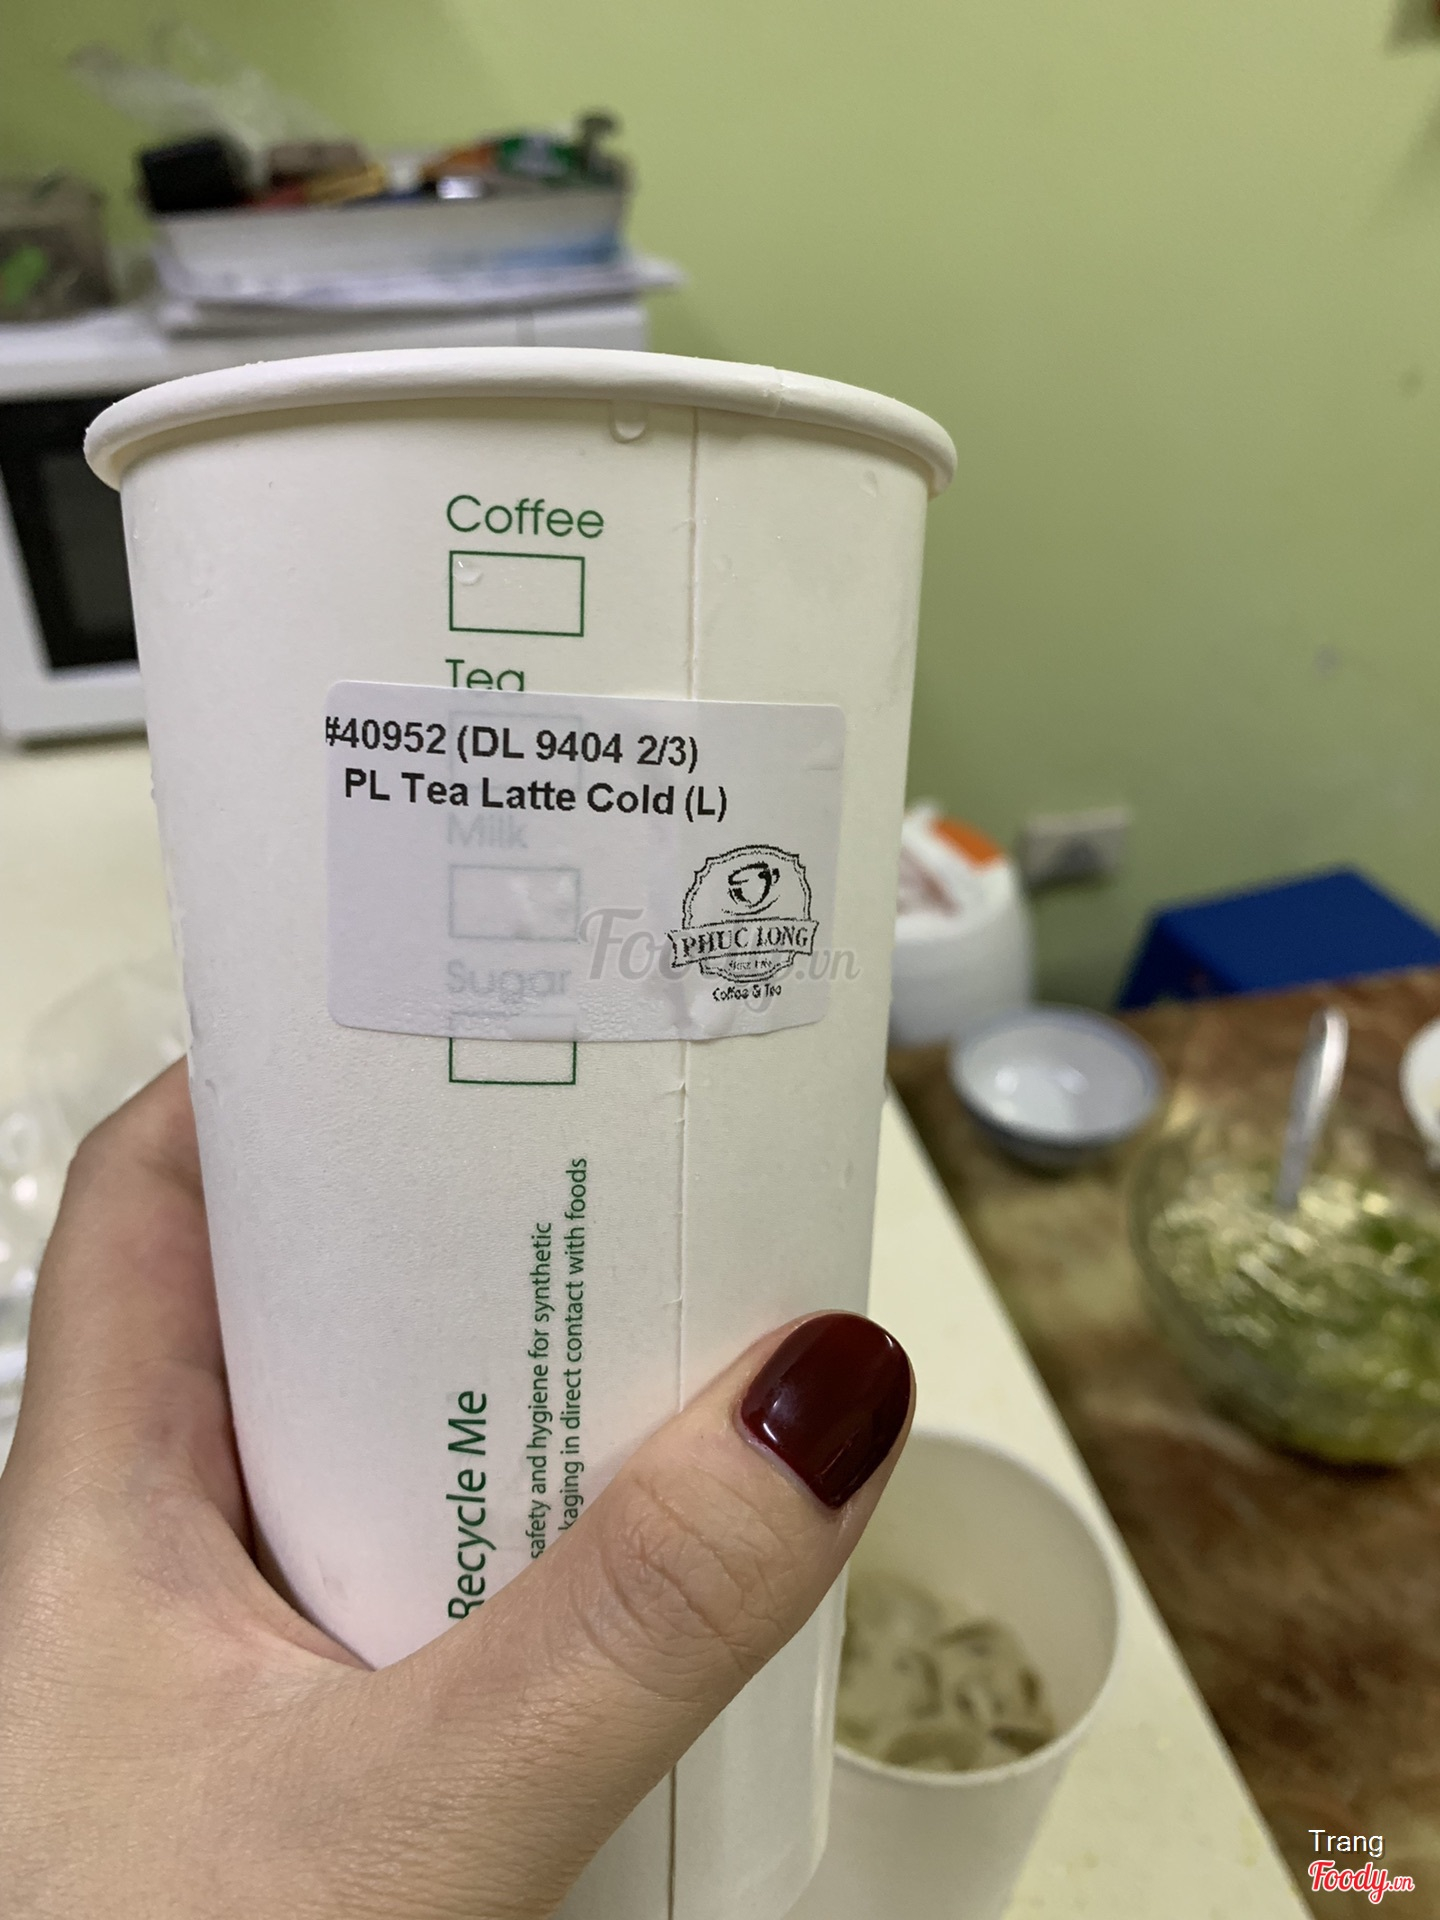 Coffee
Tea
#40952 (DL 9404 2/3)
PL Tea Latte Cold (L)
Milk
Sugar
PHUC LONG
Coffee & Tea
Foody.vn
Recycle Me
safety and hygiene for synthetic
kaging in direct contact with foods
Trang
Foody.vn